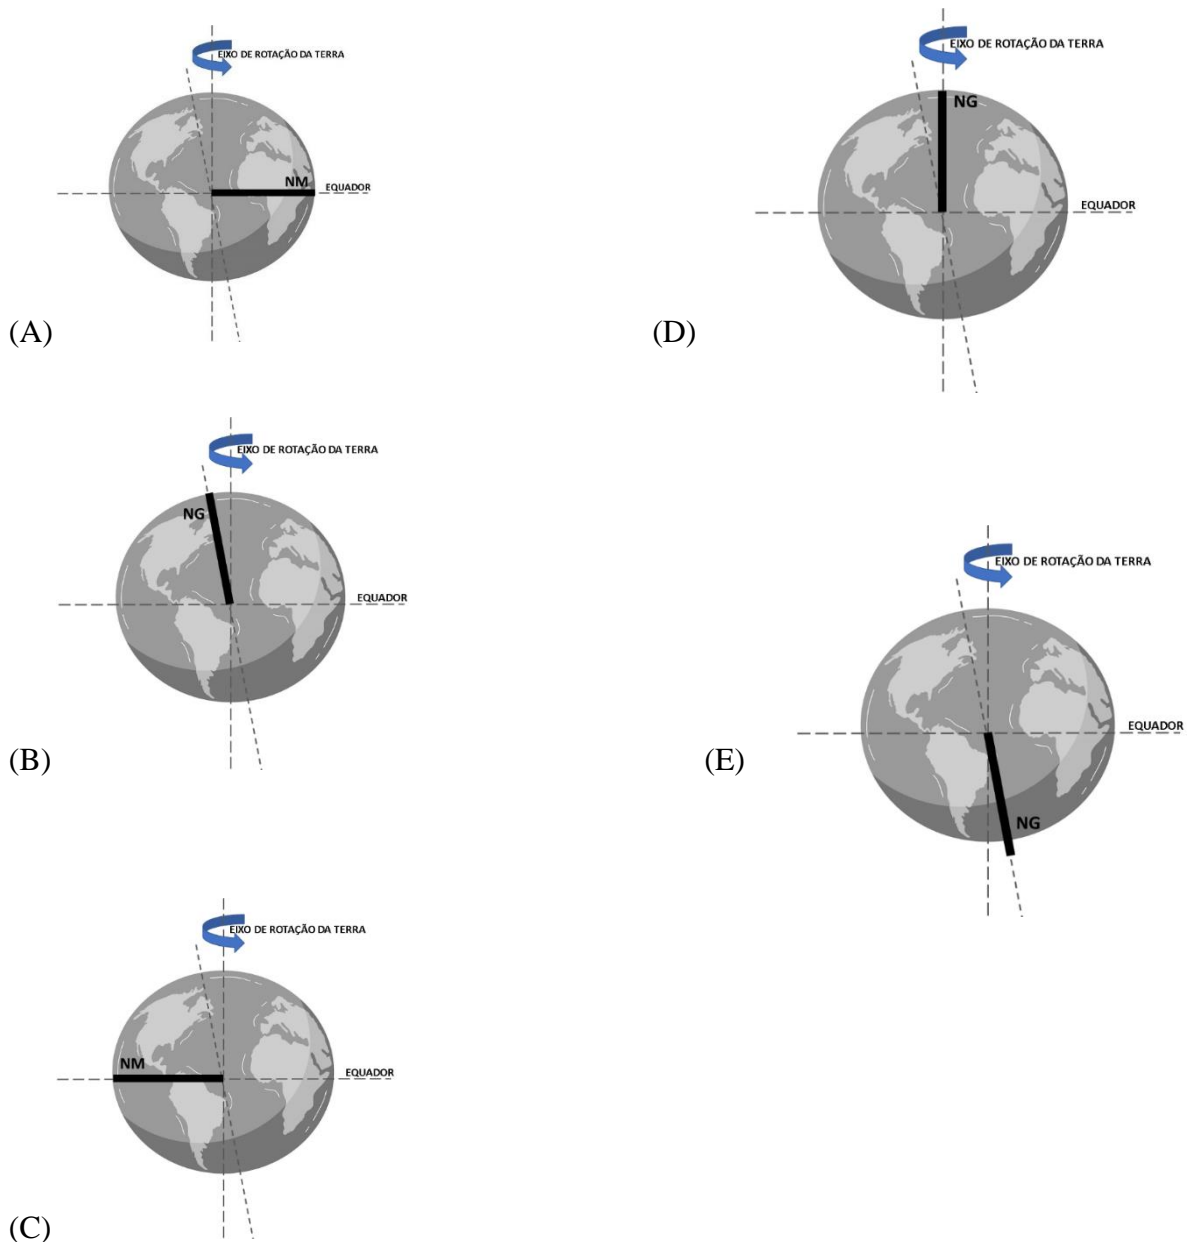 EIXO DE ROTAÇÃO DA TERRA
NM
EQUADOR
(A)
EIXO DE ROTAÇÃO DA TERRA
NG
EQUADOR
(B)
EIXO DE ROTAÇÃO DA TERRA
NM
EQUADOR
(C)
EIXO DE ROTAÇÃO DA TERRA
NG
EQUADOR
(D)
EIXO DE ROTAÇÃO DA TERRA
EQUADOR
(E)
NG